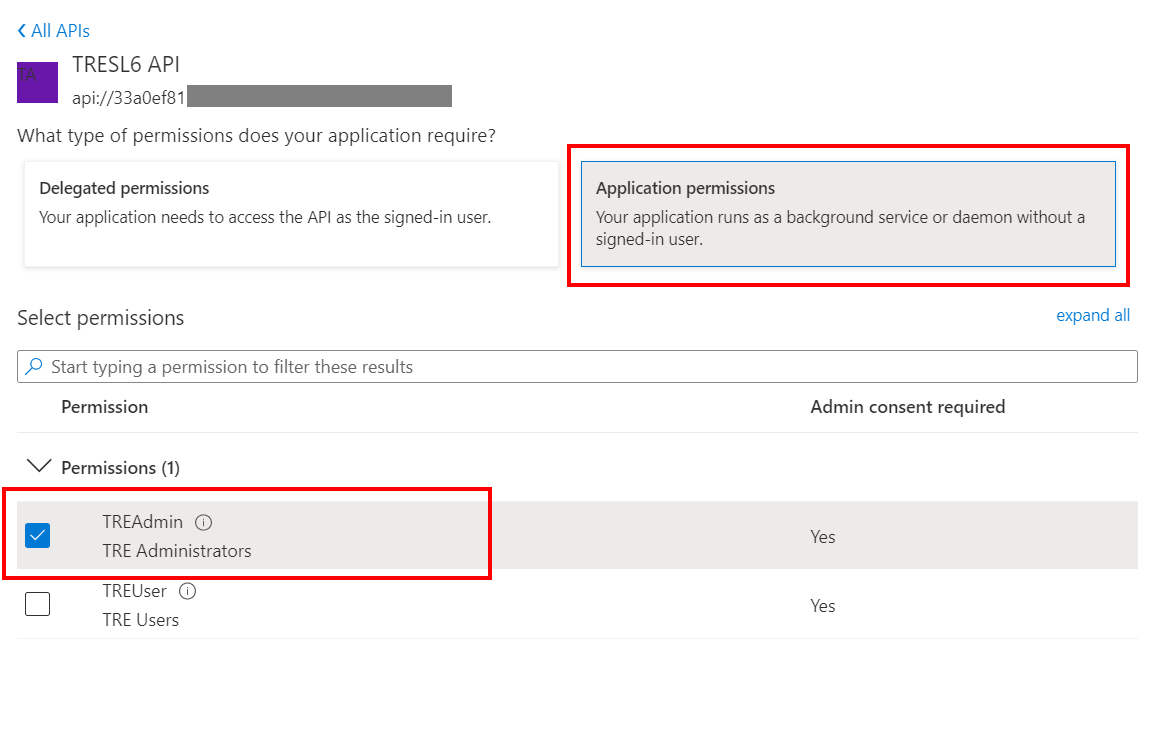 All APIs
TA
TRESL6 API
api://33a0ef81
What type of permissions does your application require?
Delegated permissions
Your application needs to access the API as the signed-in user.
Application permissions
Your application runs as a background service or daemon without a
signed-in user.
Select permissions
expand all
Start typing a permission to filter these results
Permission
Admin consent required
Permissions (1)
TREAdmin
TRE Administrators
Yes
TREUser
TRE Users
Yes